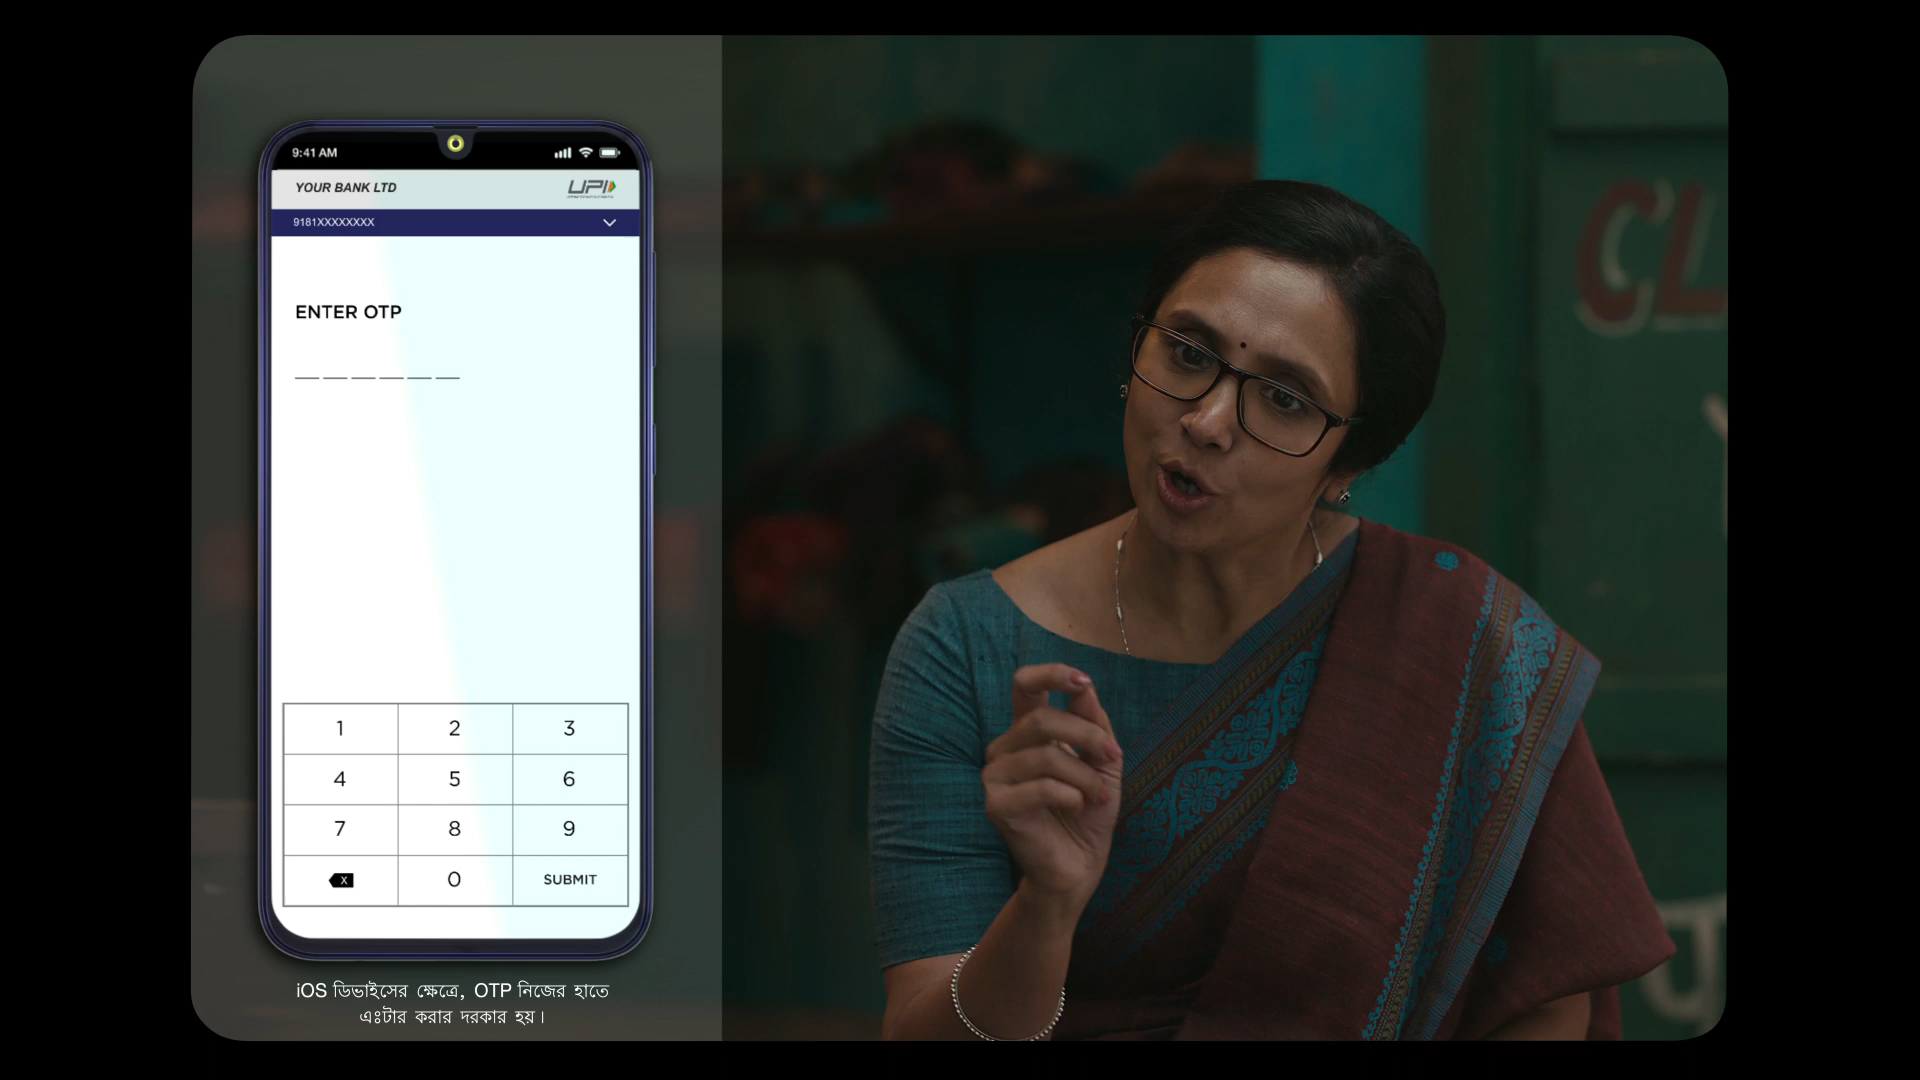 9:41 AM
YOUR BANK LTD
UPI
9181XXXXXXXX
ENTER OTP
1 2 3
4 5 6
7 8 9
X 0 SUBMIT
iOS ডিভাইসের ক্ষেত্রে, OTP নিজের হাতে
এঃটার করার দরকার হয়।
CL